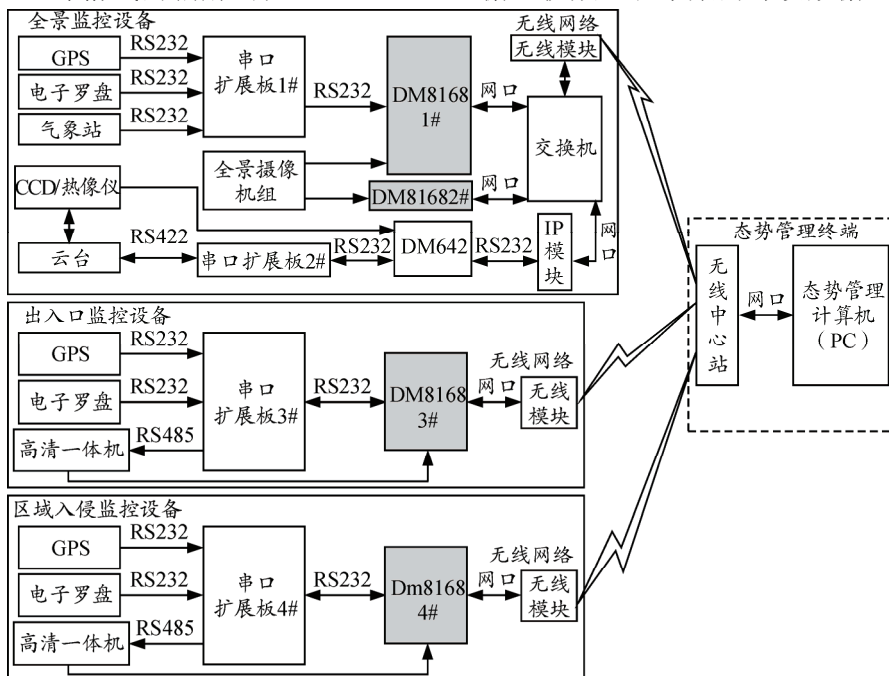 全景监控设备
GPS
RS232
电子罗盘
RS232
气象站
RS232
串口
扩展板1#
RS232
DM8168
1#
网口
无线网络
无线模块
交换机
全景摄像
机组
DM81682#
网口
CCD/热像仪
云台
RS422
串口扩展板2#
RS232
DM642
RS232
IP
模
块
网
口
出入口监控设备
GPS
RS232
电子罗盘
RS232
高清一体机
RS485
串口
扩展板3#
RS232
DM8168
3#
网口
无线网络
无线
模块
区域入侵监控设备
GPS
RS232
电子罗盘
RS232
高清一体机
RS485
串口
扩展板4#
RS232
Dm8168
4#
网口
无线网络
无线
模块
态势管理终端
无
线
中
心
站
网口
态势管理
计算机
（PC）